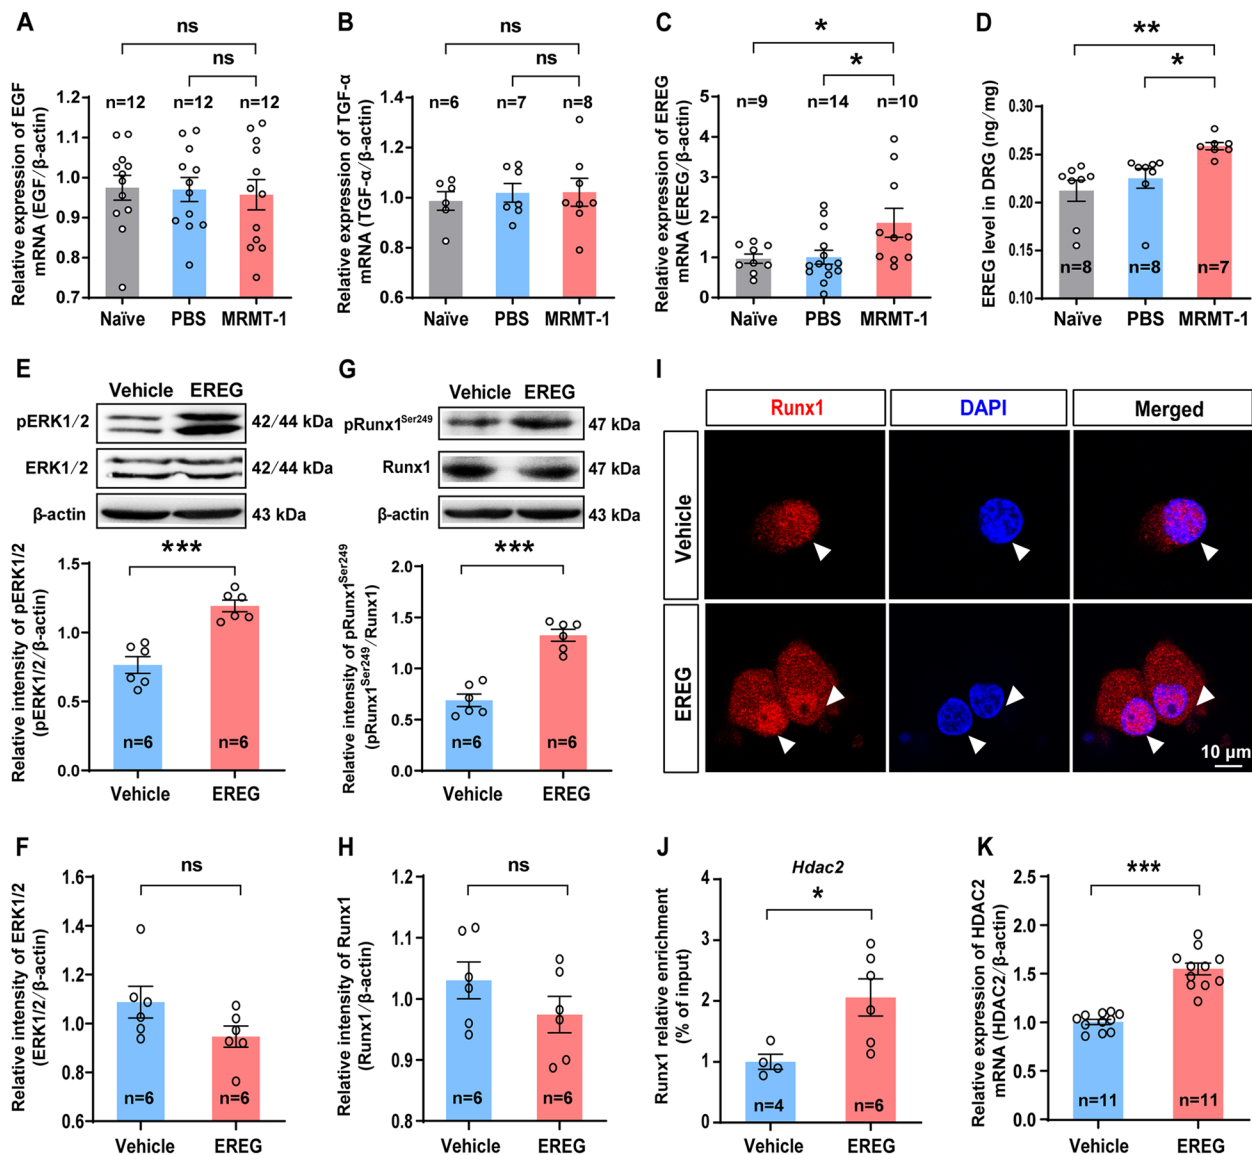 A
ns
ns
Relative expression of EGF
mRNA (EGF/β-actin)
1.2
1.1
1.0
0.9
0.8
0.7
n=12
n=12
n=12
Naïve
PBS
MRMT-1
B
ns
ns
Relative expression of TGF-α
mRNA (TGF-α/β-actin)
1.4
1.2
1.0
0.8
0.6
n=6
n=7
n=8
Naïve
PBS
MRMT-1
C
*
*
Relative expression of EREG
mRNA (EREG/β-actin)
5
4
3
2
1
0
n=9
n=14
n=10
Naïve
PBS
MRMT-1
D
**
*
EREG level in DRG (ng/mg)
0.30
0.25
0.20
0.15
0.10
n=8
n=8
n=7
Naïve
PBS
MRMT-1
E
Vehicle
EREG
pERK1/2
42/44 kDa
ERK1/2
42/44 kDa
β-actin
43 kDa
***
Relative intensity of pERK1/2
(pERK1/2/β-actin)
1.5
1.0
0.5
0.0
n=6
n=6
Vehicle
EREG
G
Vehicle
EREG
pRunx1Ser249
47 kDa
Runx1
47 kDa
β-actin
43 kDa
***
Relative intensity of pRunx1Ser249
(pRunx1Ser249/Runx1)
2.0
1.5
1.0
0.5
0.0
n=6
n=6
Vehicle
EREG
I
Runx1
DAPI
Merged
Vehicle
EREG
10 μm
F
ns
Relative intensity of ERK1/2
(ERK1/2/β-actin)
1.6
1.4
1.2
1.0
0.8
0.6
n=6
n=6
Vehicle
EREG
H
ns
Relative intensity of Runx1
(Runx1/β-actin)
1.2
1.1
1.0
0.9
0.8
n=6
n=6
Vehicle
EREG
J
Hdac2
*
Runx1 relative enrichment
(% of input)
4
3
2
1
0
n=4
n=6
Vehicle
EREG
K
***
Relative expression of HDAC2
mRNA (HDAC2/β-actin)
2.5
2.0
1.5
1.0
0.5
0.0
n=11
n=11
Vehicle
EREG